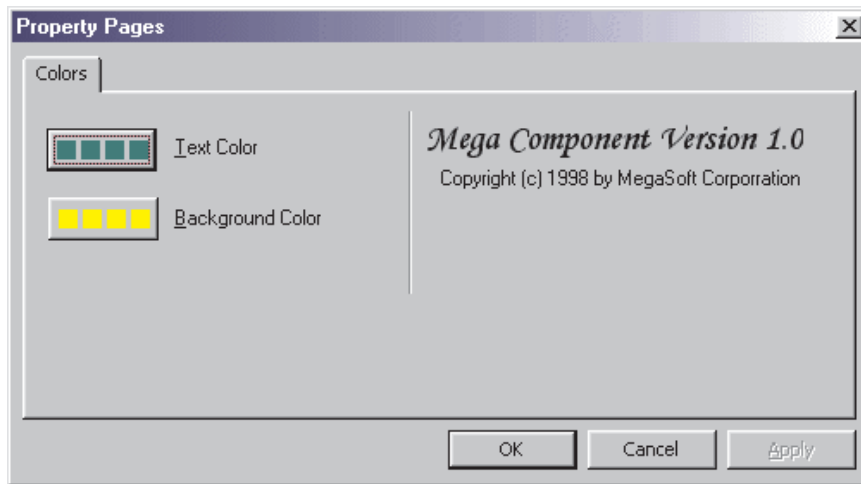 Property Pages
Colors
Text Color
Mega Component Version 1.0
Copyright (c) 1998 by MegaSoft Corporration
Background Color
OK Cancel Apply